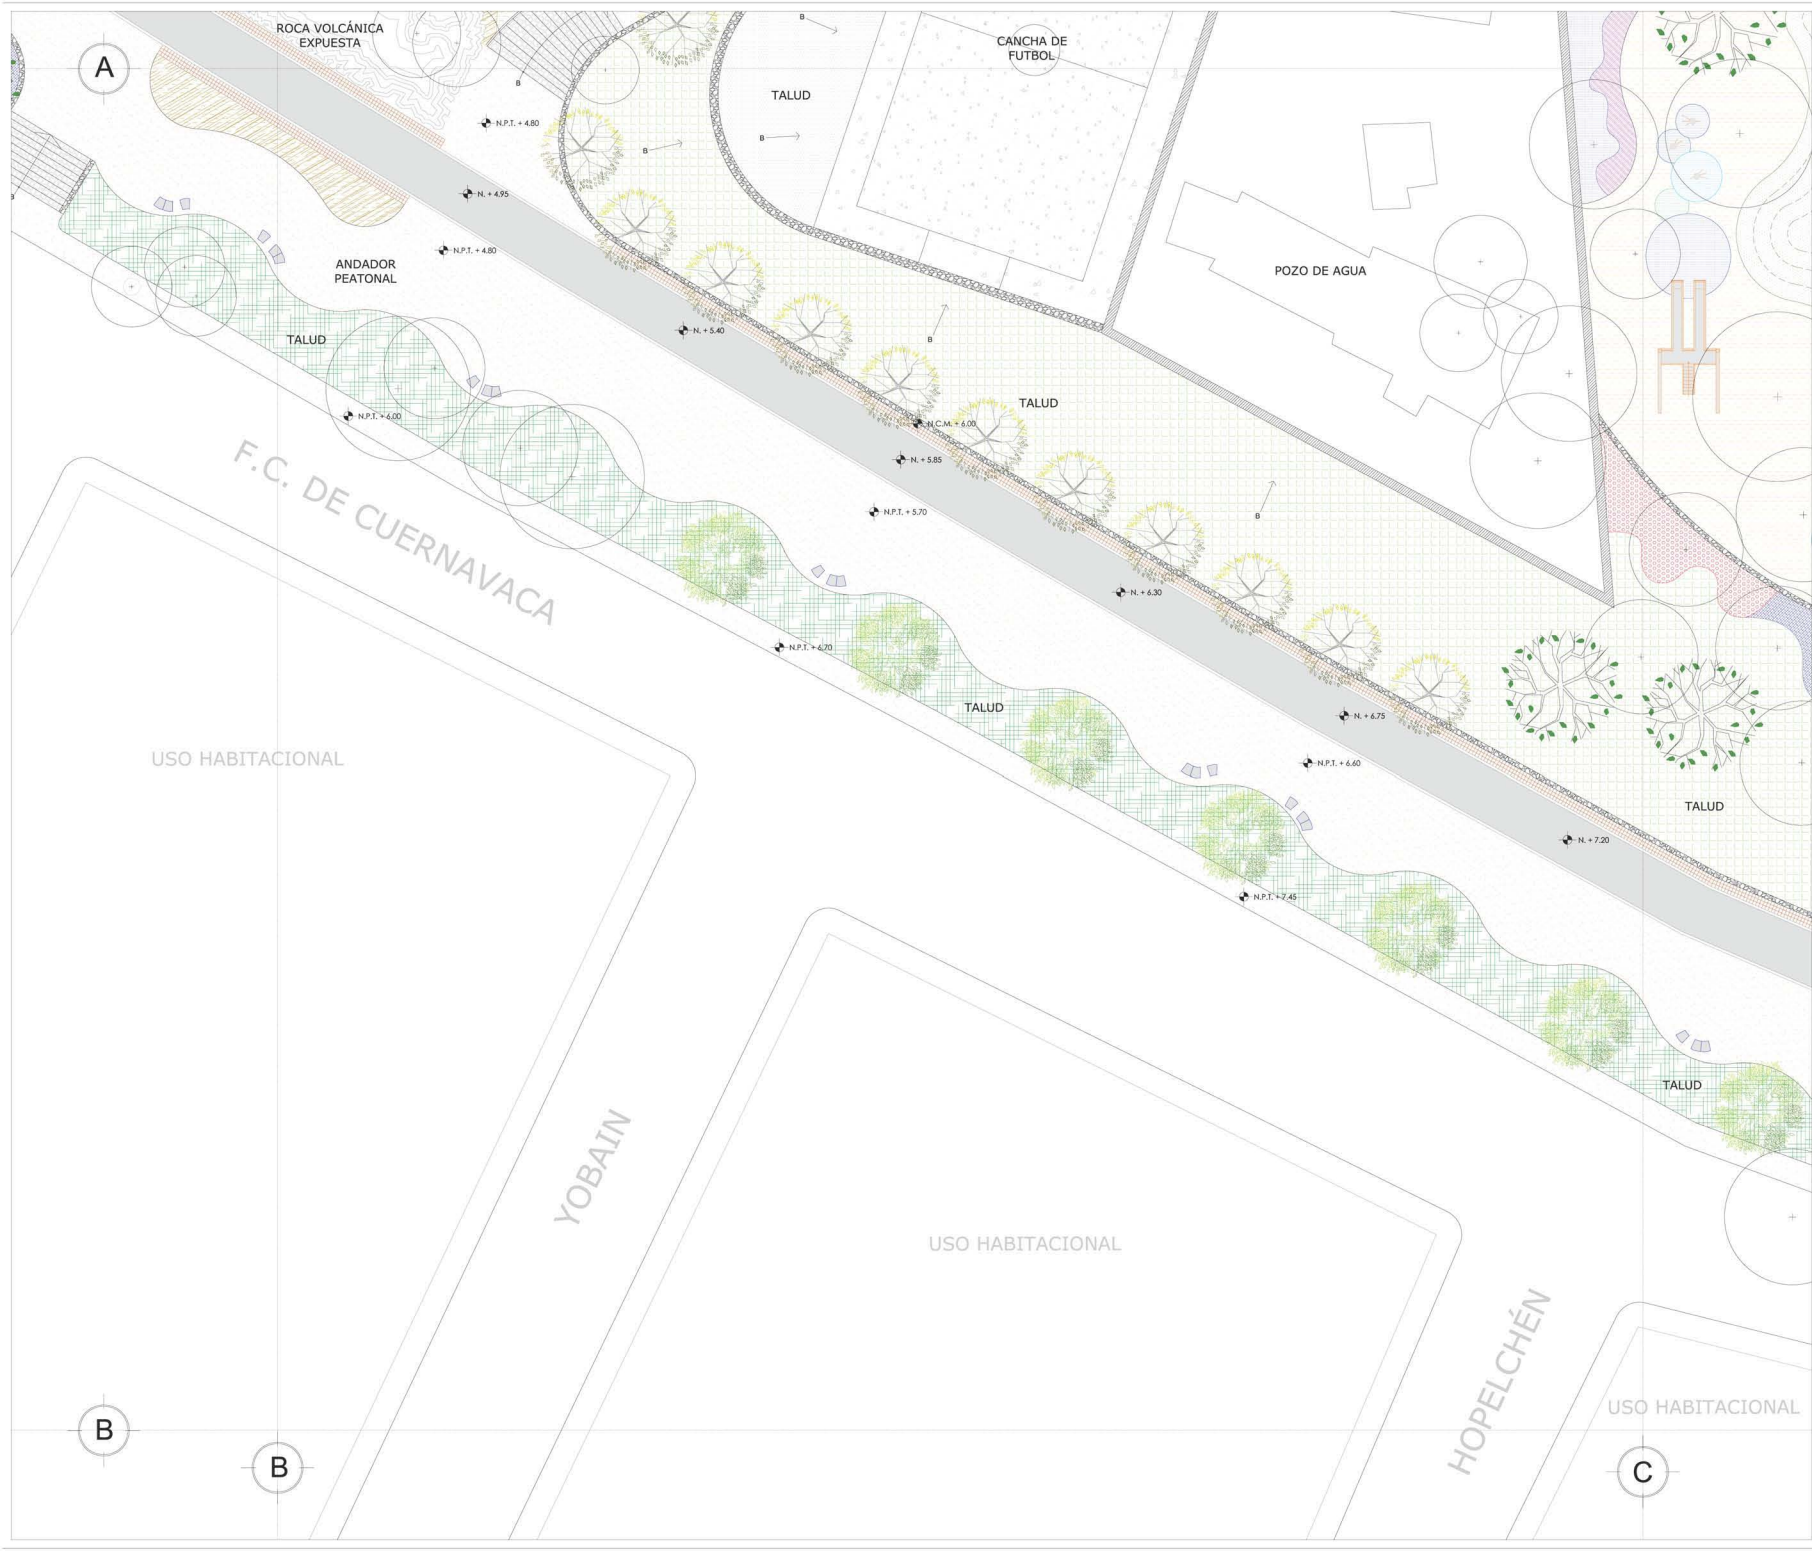 ROCA VOLCÁNICA
EXPUESTA
B
B
CANCHA DE
FUTBOL
A
TALUD
N.P.T. + 4.80
B
B
B
N. + 4.95
N.P.T. + 4.80
ANDADOR
PEATONAL
POZO DE AGUA
TALUD
N. + 5.40
B
TALUD
N.P.T. + 6.00
N.C.M. + 6.00
N. + 5.85
F.C. DE CUERNAVACA
N.P.T. + 5.70
B
N. + 6.30
N.P.T. + 6.70
TALUD
N. + 6.75
USO HABITACIONAL
N.P.T. + 6.60
TALUD
N. + 7.20
N.P.T. + 7.45
TALUD
YOBAIN
USO HABITACIONAL
HOPELCHÉN
USO HABITACIONAL
B
B
C